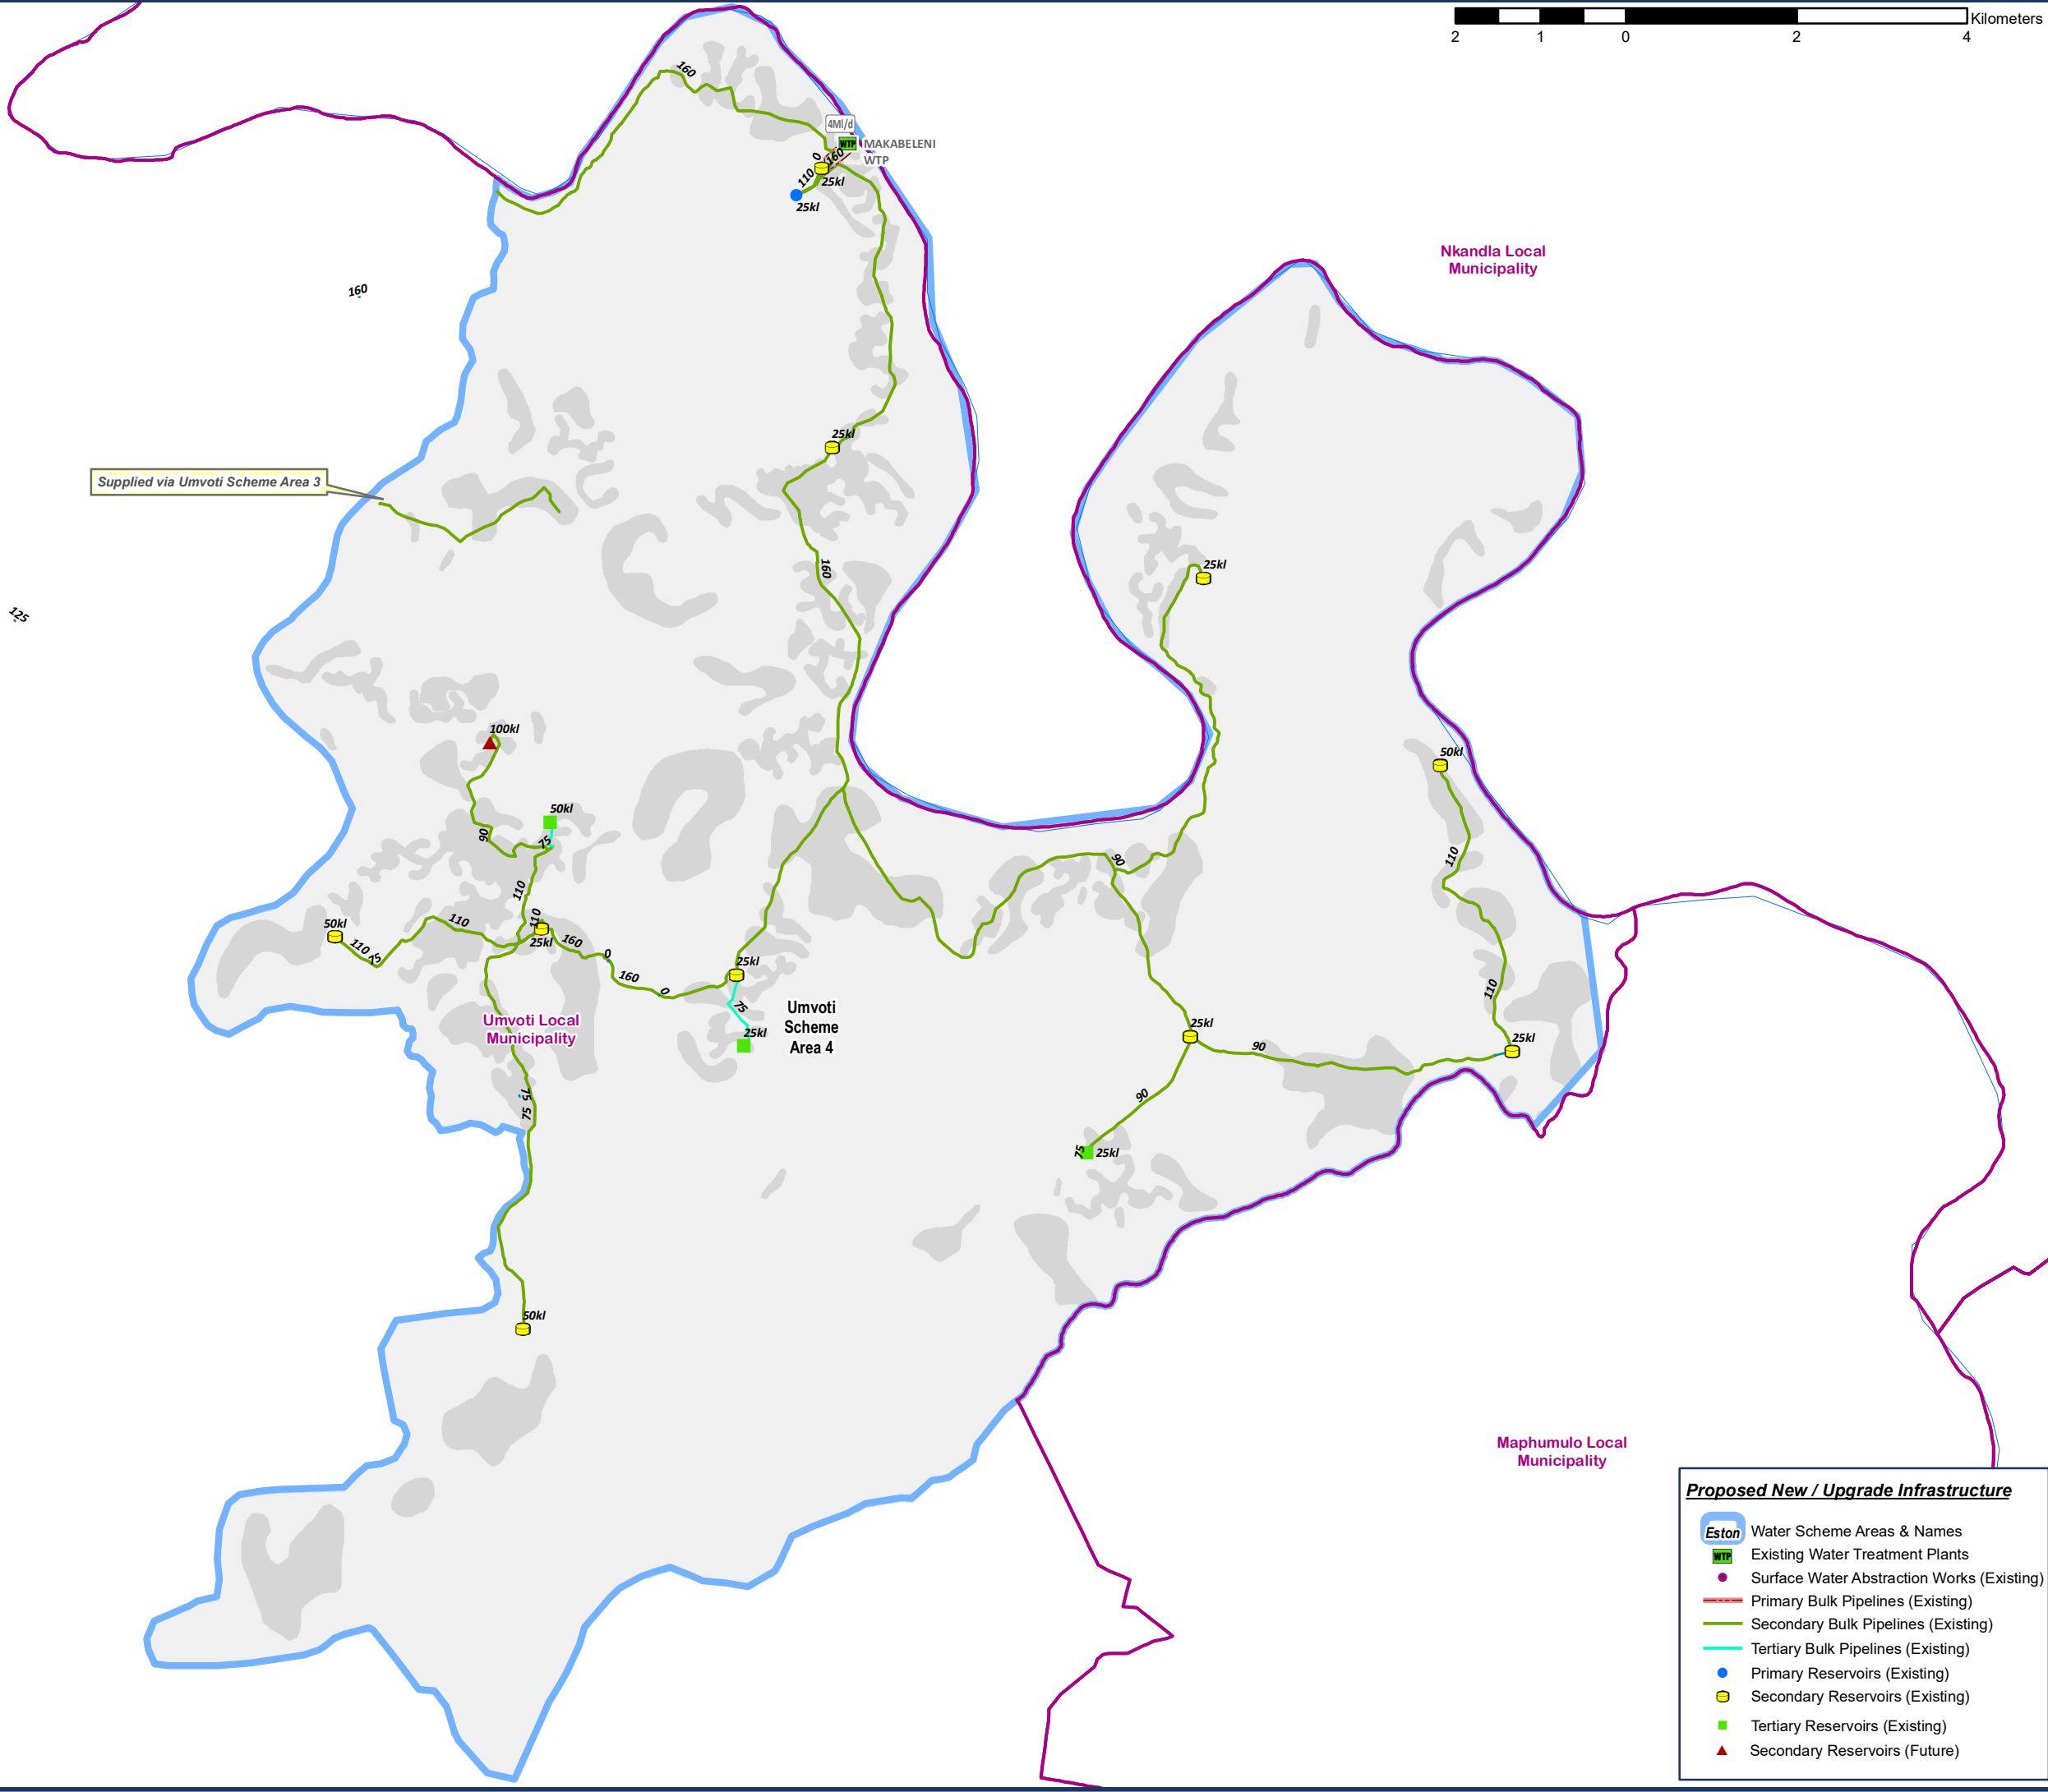 Kilometers
2 1 0 2 4
160
4Ml/d
WTP
MAKABELENI
WTP
0
160
110
25kl
25kl
Nkandla Local
Municipality
160
25kl
Supplied via Umvoti Scheme Area 3
160
25kl
125
100kl
50kl
50kl
90
75
90
110
110
50kl
110
110
25kl
160
110
75
0
160
0
25kl
75
25kl
Umvoti
Scheme
Area 4
Umvoti Local
Municipality
110
25kl
90
25kl
75
75
90
75
25kl
50kl
Maphumulo Local
Municipality
Proposed New / Upgrade Infrastructure
Eston Water Scheme Areas & Names
WTP Existing Water Treatment Plants
Surface Water Abstraction Works (Existing)
Primary Bulk Pipelines (Existing)
Secondary Bulk Pipelines (Existing)
Tertiary Bulk Pipelines (Existing)
Primary Reservoirs (Existing)
Secondary Reservoirs (Existing)
Tertiary Reservoirs (Existing)
Secondary Reservoirs (Future)